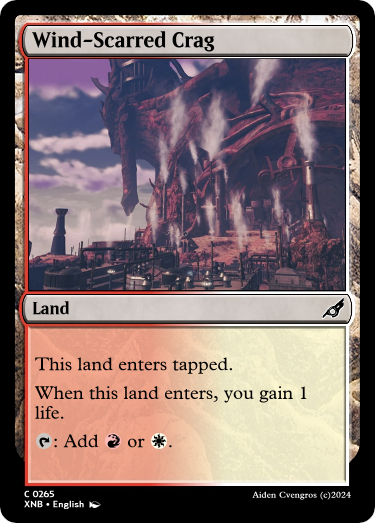 Wind-Scarred Crag
Land
This land enters tapped.
When this land enters, you gain 1
life.
: Add or .
C 0265
XNB • English
Aiden Cvengros (c)2024